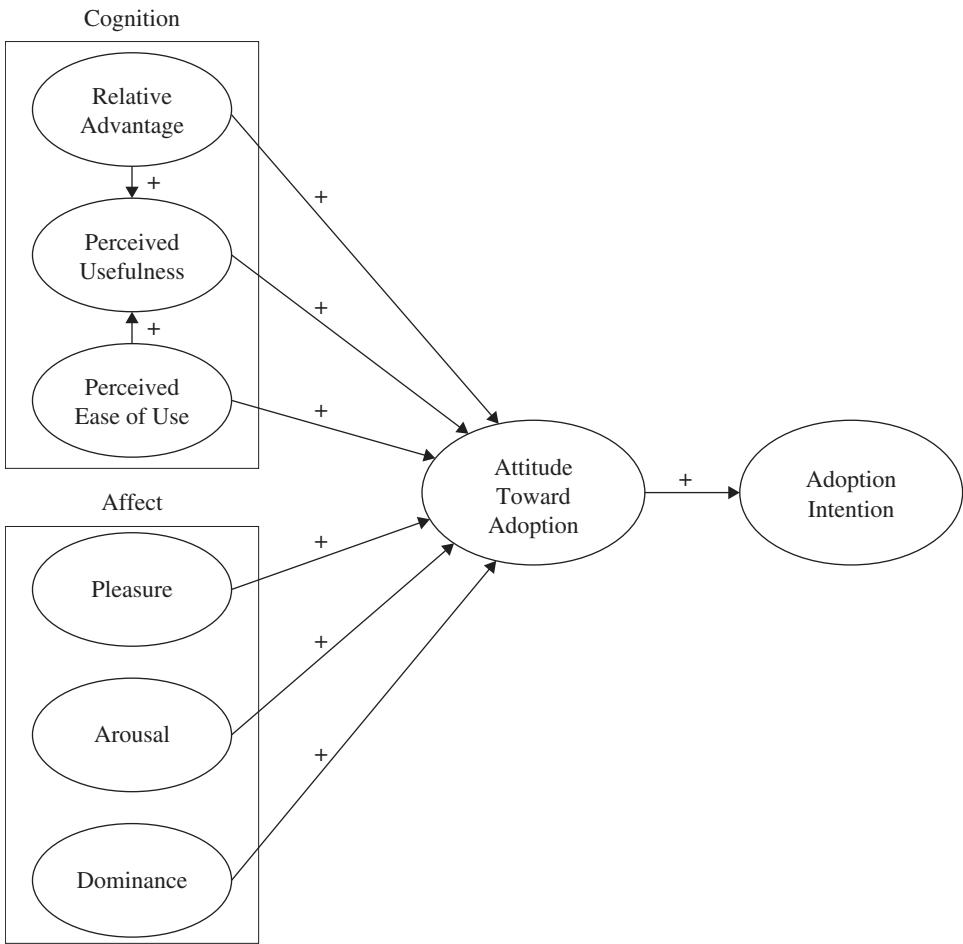 Cognition
Relative
Advantage
+
+
Perceived
Usefulness
+
+
Perceived
Ease of Use
+
Attitude
Toward
Adoption
+
Adoption
Intention
Affect
Pleasure
+
Arousal
+
Dominance
+